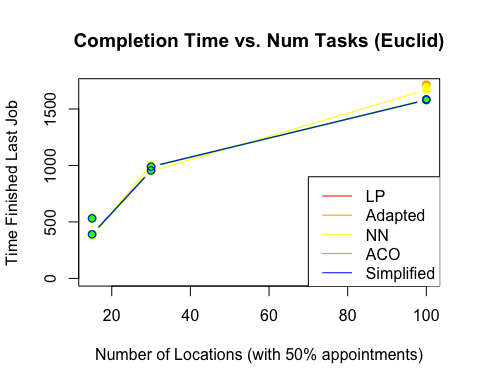 Completion Time vs. Num Tasks (Euclid)
Time Finished Last Job
1500
1000
500
0
LP
Adapted
NN
ACO
Simplified
20 40 60 80 100
Number of Locations (with 50% appointments)